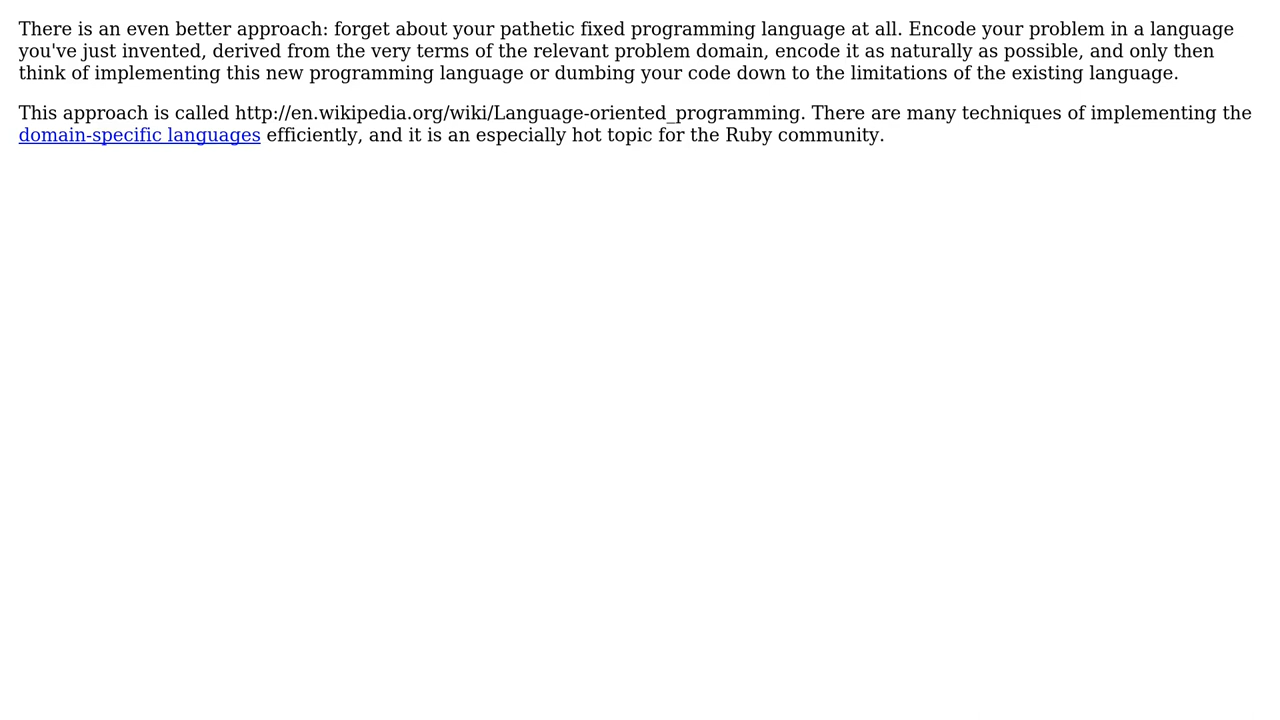 There is an even better approach: forget about your pathetic fixed programming language at all. Encode your problem in a language
you've just invented, derived from the very terms of the relevant problem domain, encode it as naturally as possible, and only then
think of implementing this new programming language or dumbing your code down to the limitations of the existing language.
This approach is called http://en.wikipedia.org/wiki/Language-oriented_programming. There are many techniques of implementing the
domain-specific languages efficiently, and it is an especially hot topic for the Ruby community.